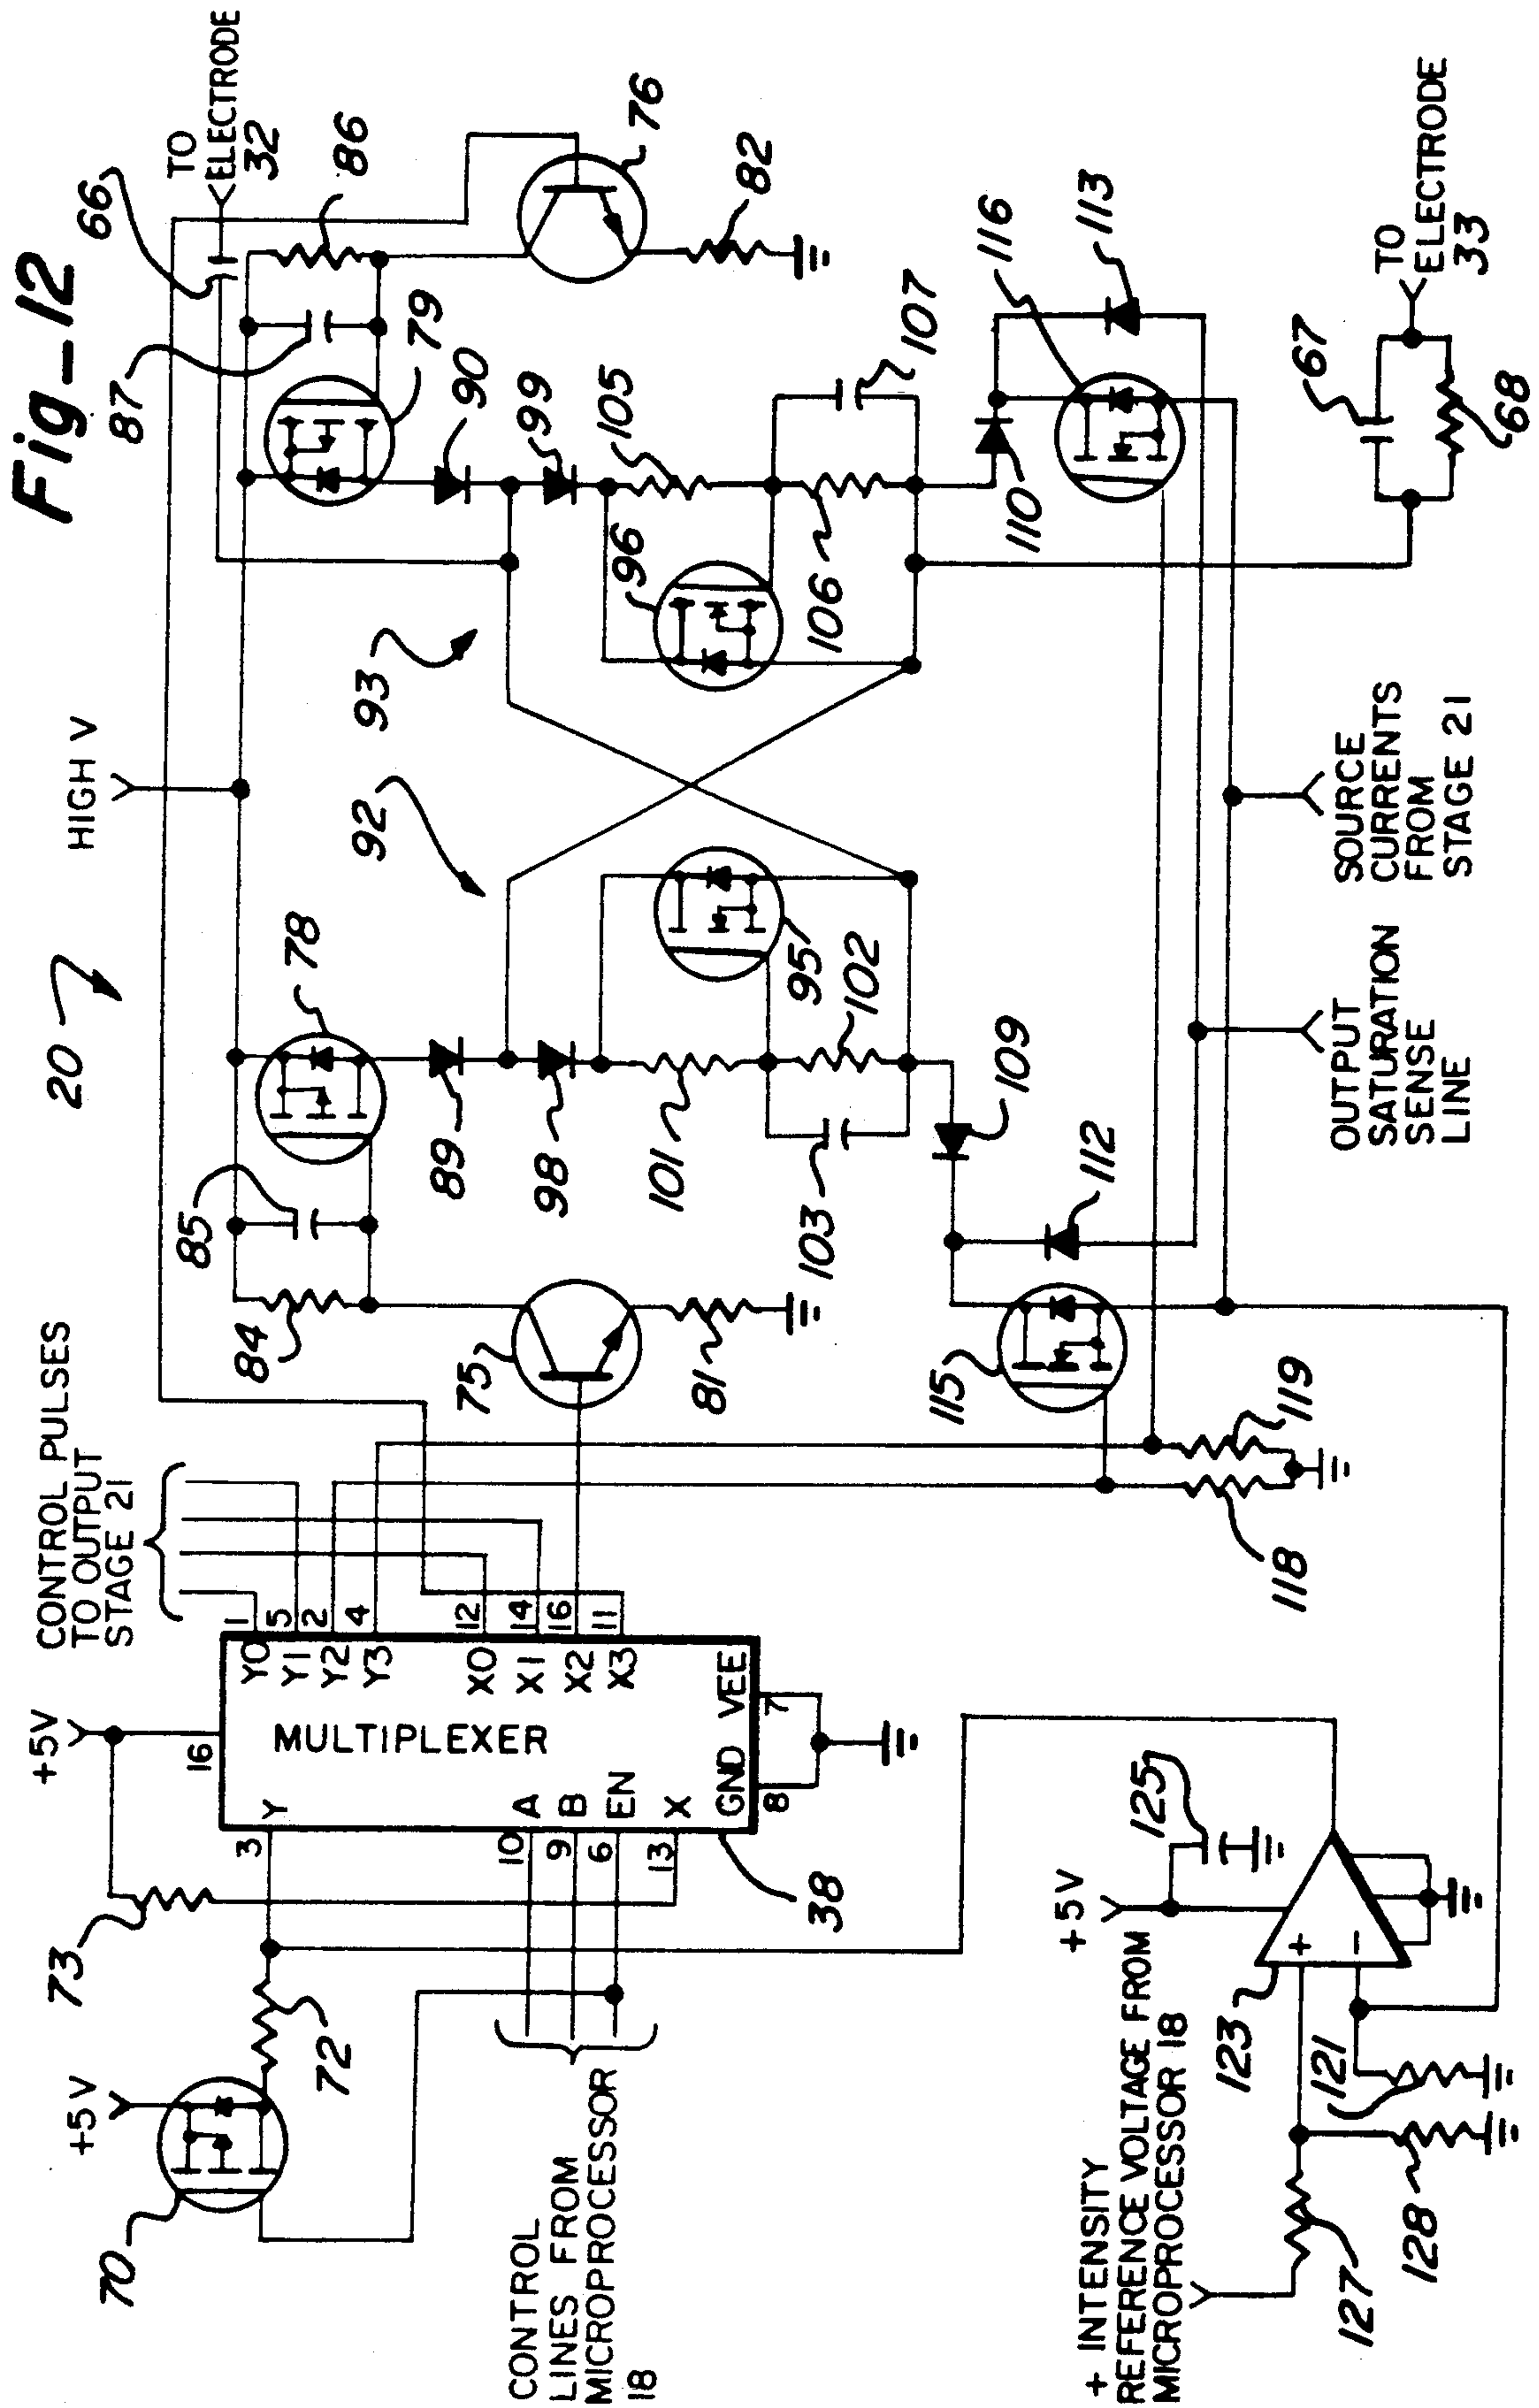 Fig-12
20
HIGH V
TO
ELECTRODE
32
66
86
87
79
76
82
90
99
105
107
93
96
106
110
116
113
TO
ELECTRODE
33
67
68
92
78
85
84
89
98
101
95
102
103
109
112
75
81
115
119
118
SOURCE
CURRENTS
FROM
STAGE 21
OUTPUT
SATURATION
SENSE
LINE
CONTROL PULSES
TO OUTPUT
STAGE 21
+5V
16
1
5
2
4
12
14
16
11
Y0
Y1
Y2
Y3
X0
X1
X2
X3
MULTIPLEXER
Y
A
B
EN
X
GND VEE
3
10
9
6
13
8
7
38
73
72
+5V
70
CONTROL
LINES FROM
MICROPROCESSOR
18
+5V
125
123
+
−
121
+ INTENSITY
REFERENCE VOLTAGE FROM
MICROPROCESSOR 18
127
128